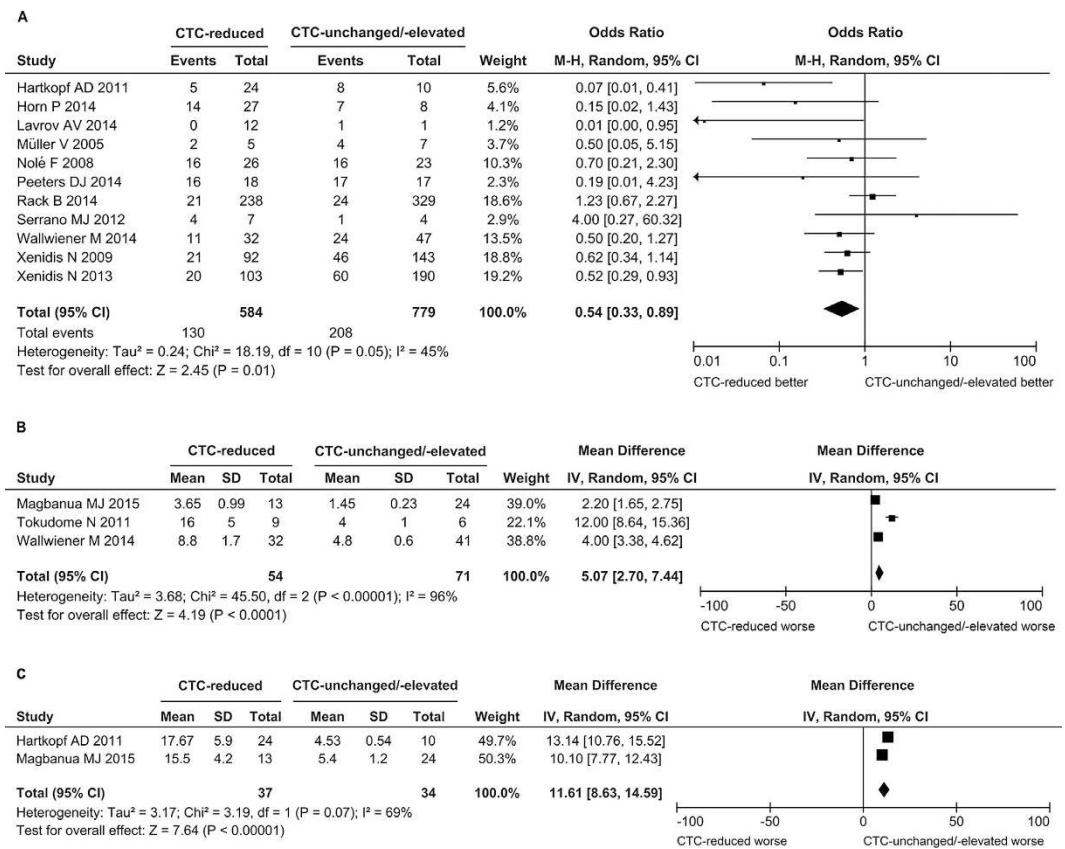 A
CTC-reduced CTC-unchanged/-elevated Odds Ratio Odds Ratio
Study Events Total Events Total Weight M-H, Random, 95% CI M-H, Random, 95% CI
Hartkopf AD 2011 5 24 8 10 5.6% 0.07 [0.01, 0.41]
Horn P 2014 14 27 7 8 4.1% 0.15 [0.02, 1.43]
Lavrov AV 2014 0 12 1 1 1.2% 0.01 [0.00, 0.95]
Müller V 2005 2 5 4 7 3.7% 0.50 [0.05, 5.15]
Nolé F 2008 16 26 16 23 10.3% 0.70 [0.21, 2.30]
Peeters DJ 2014 16 18 17 17 2.3% 0.19 [0.01, 4.23]
Rack B 2014 21 238 24 329 18.6% 1.23 [0.67, 2.27]
Serrano MJ 2012 4 7 1 4 2.9% 4.00 [0.27, 60.32]
Wallwiener M 2014 11 32 24 47 13.5% 0.50 [0.20, 1.27]
Xenidis N 2009 21 92 46 143 18.8% 0.62 [0.34, 1.14]
Xenidis N 2013 20 103 60 190 19.2% 0.52 [0.29, 0.93]
Total (95% CI) 584 779 100.0% 0.54 [0.33, 0.89]
Total events 130 208
Heterogeneity: Tau² = 0.24; Chi² = 18.19, df = 10 (P = 0.05); I² = 45%
Test for overall effect: Z = 2.45 (P = 0.01)
0.01 0.1 1 10 100
CTC-reduced better CTC-unchanged/-elevated better
B
CTC-reduced CTC-unchanged/-elevated Mean Difference Mean Difference
Study Mean SD Total Mean SD Total Weight IV, Random, 95% CI IV, Random, 95% CI
Magbanua MJ 2015 3.65 0.99 13 1.45 0.23 24 39.0% 2.20 [1.65, 2.75]
Tokudome N 2011 16 5 9 4 1 6 22.1% 12.00 [8.64, 15.36]
Wallwiener M 2014 8.8 1.7 32 4.8 0.6 41 38.8% 4.00 [3.38, 4.62]
Total (95% CI) 54 71 100.0% 5.07 [2.70, 7.44]
Heterogeneity: Tau² = 3.68; Chi² = 45.50, df = 2 (P < 0.00001); I² = 96%
Test for overall effect: Z = 4.19 (P < 0.0001)
-100 -50 0 50 100
CTC-reduced worse CTC-unchanged/-elevated worse
C
CTC-reduced CTC-unchanged/-elevated Mean Difference Mean Difference
Study Mean SD Total Mean SD Total Weight IV, Random, 95% CI IV, Random, 95% CI
Hartkopf AD 2011 17.67 5.9 24 4.53 0.54 10 49.7% 13.14 [10.76, 15.52]
Magbanua MJ 2015 15.5 4.2 13 5.4 1.2 24 50.3% 10.10 [7.77, 12.43]
Total (95% CI) 37 34 100.0% 11.61 [8.63, 14.59]
Heterogeneity: Tau² = 3.17; Chi² = 3.19, df = 1 (P = 0.07); I² = 69%
Test for overall effect: Z = 7.64 (P < 0.00001)
-100 -50 0 50 100
CTC-reduced worse CTC-unchanged/-elevated worse